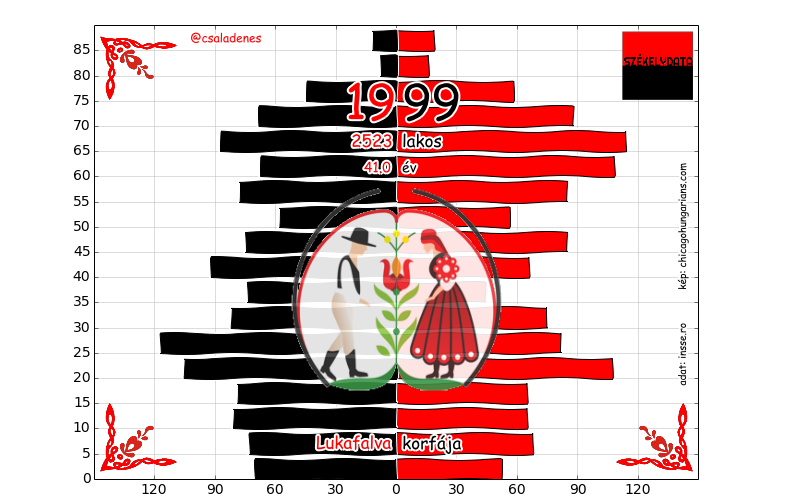 @csaladenes
SZÉKELYDATA
1999
2523 lakos
41,0 év
kép: chicagohungarians.com
adat: insse.ro
Lukafalva korfája
85
80
75
70
65
60
55
50
45
40
35
30
25
20
15
10
5
0
120 90 60 30 0 30 60 90 120